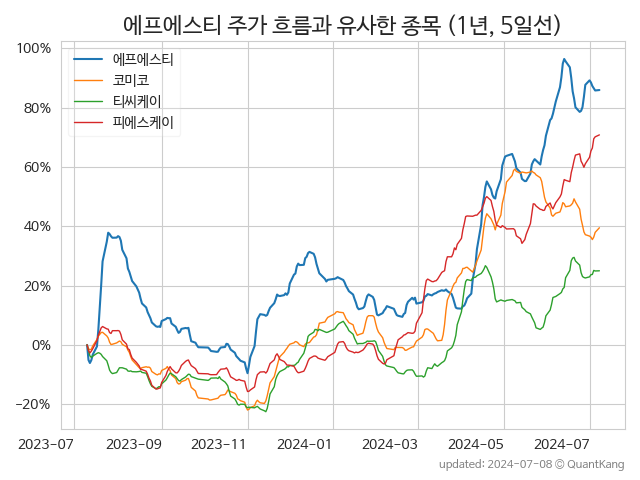 에프에스티 주가 흐름과 유사한 종목 (1년, 5일선)
에프에스티
코미코
티씨케이
피에스케이
100%
80%
60%
40%
20%
0%
−20%
2023-07 2023-09 2023-11 2024-01 2024-03 2024-05 2024-07
updated: 2024-07-08 © QuantKang